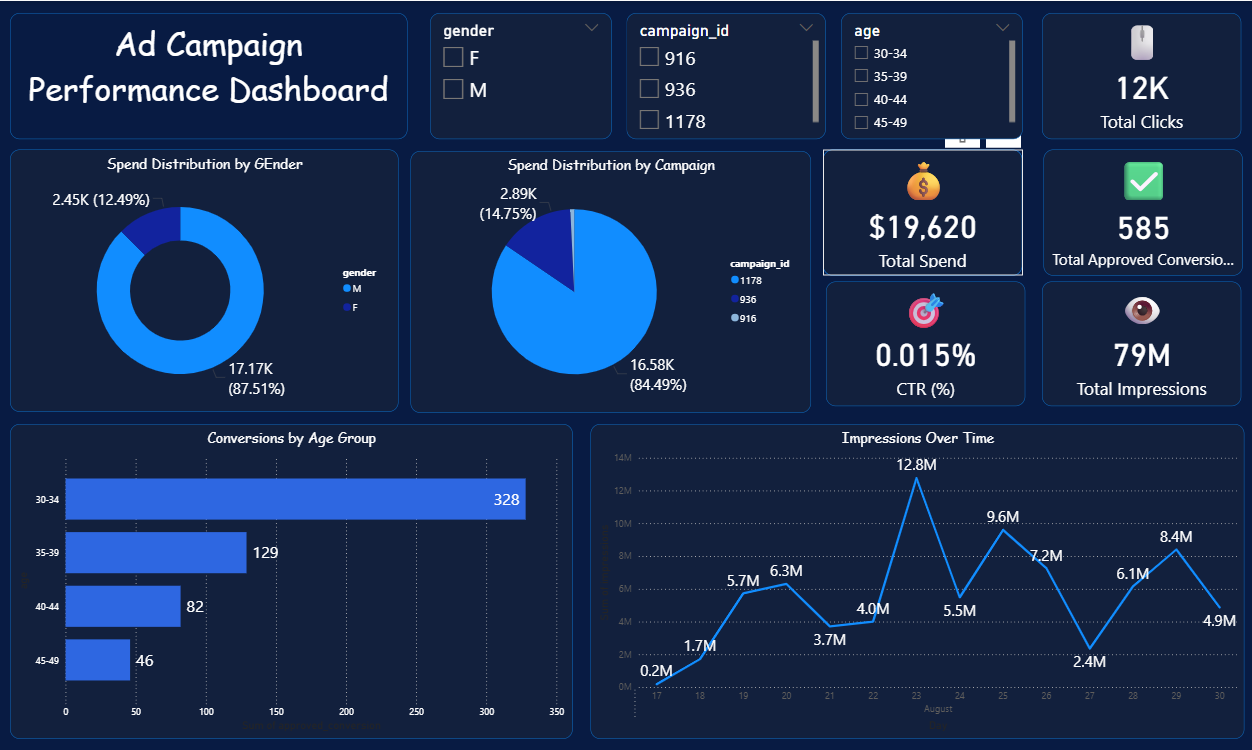 Ad Campaign
Performance Dashboard
gender
F
M
campaign_id
916
936
1178
age
30-34
35-39
40-44
45-49
12K
Total Clicks
Spend Distribution by GEnder
2.45K (12.49%)
17.17K
(87.51%)
gender
M
F
Spend Distribution by Campaign
2.89K
(14.75%)
16.58K
(84.49%)
campaign_id
1178
936
916
$19,620
Total Spend
585
Total Approved Conversio...
0.015%
CTR (%)
79M
Total Impressions
Conversions by Age Group
30-34
328
35-39
129
40-44
82
45-49
46
0 50 100 150 200 250 300 350
Impressions Over Time
14M
12M
10M
8M
6M
4M
2M
0M
0.2M
1.7M
5.7M
6.3M
3.7M
4.0M
12.8M
5.5M
9.6M
7.2M
2.4M
6.1M
8.4M
4.9M
17 18 19 20 21 22 23 24 25 26 27 28 29 30
August